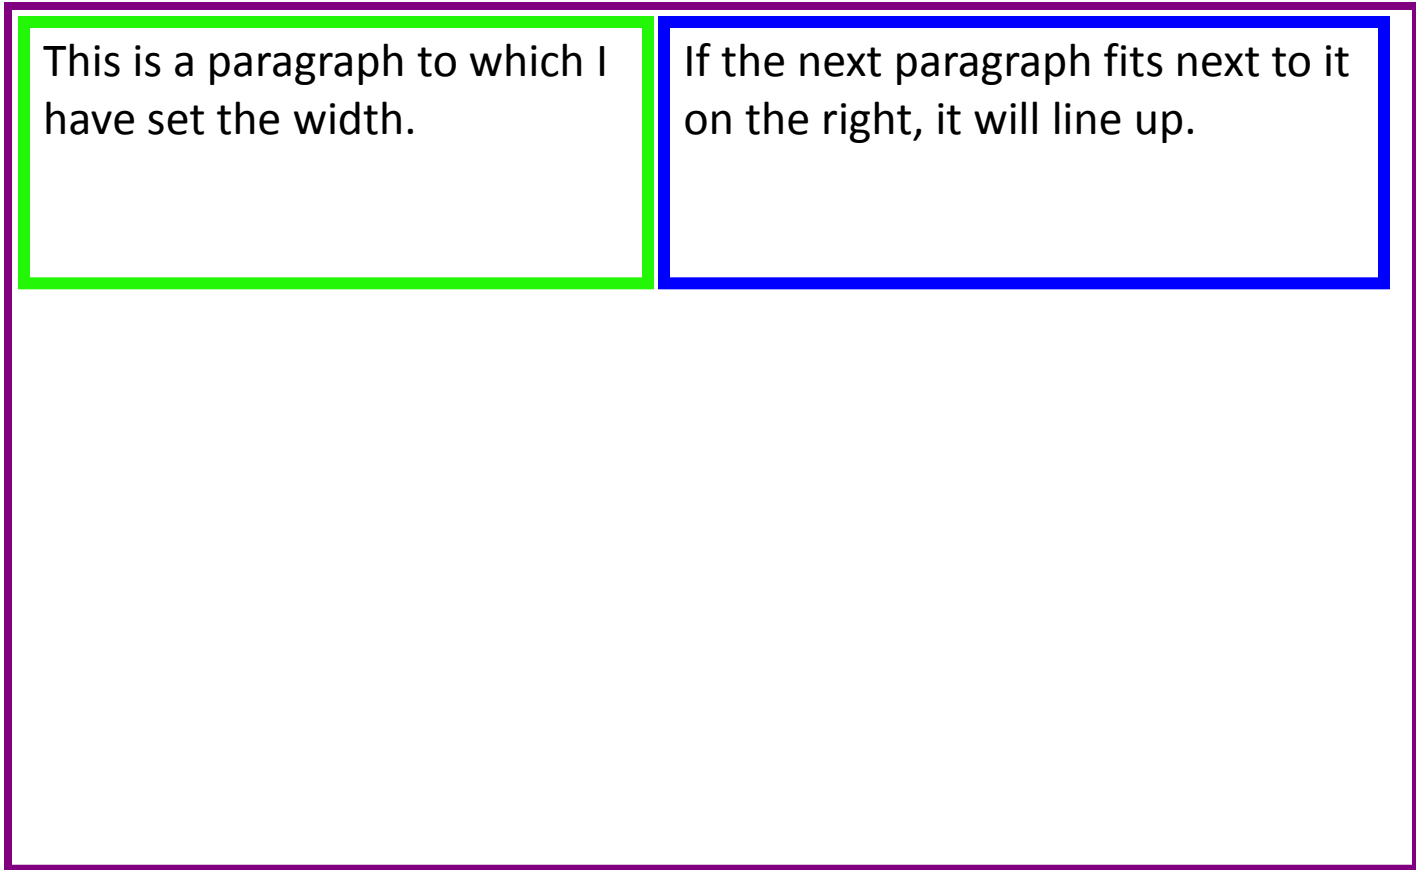 This is a paragraph to which I
have set the width.
If the next paragraph fits next to it
on the right, it will line up.